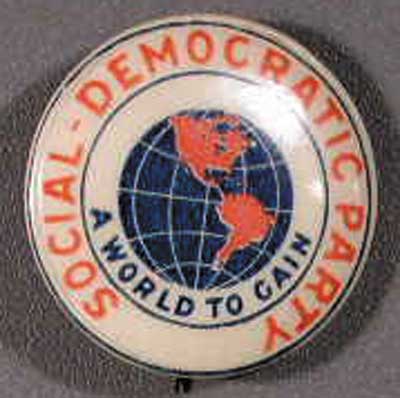 SOCIAL-DEMOCRATIC PARTY
A WORLD TO GAIN